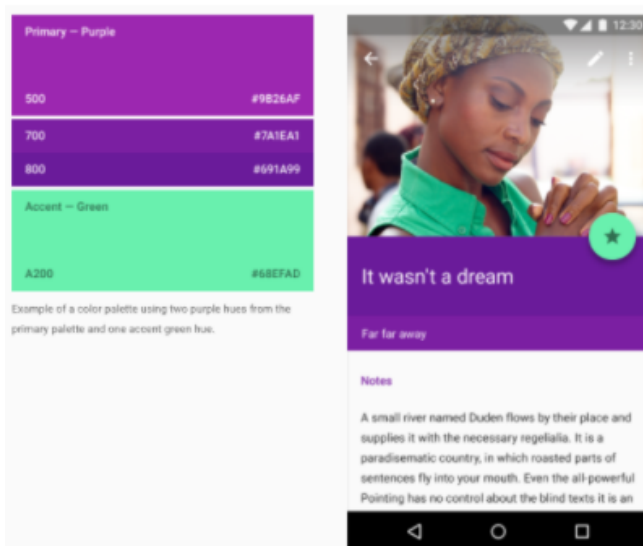 Primary — Purple
500 #9B26AF
700 #7A1EA1
800 #691A99
Accent — Green
A200 #68EFAD
Example of a color palette using two purple hues from the
primary palette and one accent green hue.
12:30
It wasn't a dream
Far far away
Notes
A small river named Duden flows by their place and
supplies it with the necessary regelialia. It is a
paradisematic country, in which roasted parts of
sentences fly into your mouth. Even the all-powerful
Pointing has no control about the blind texts it is an